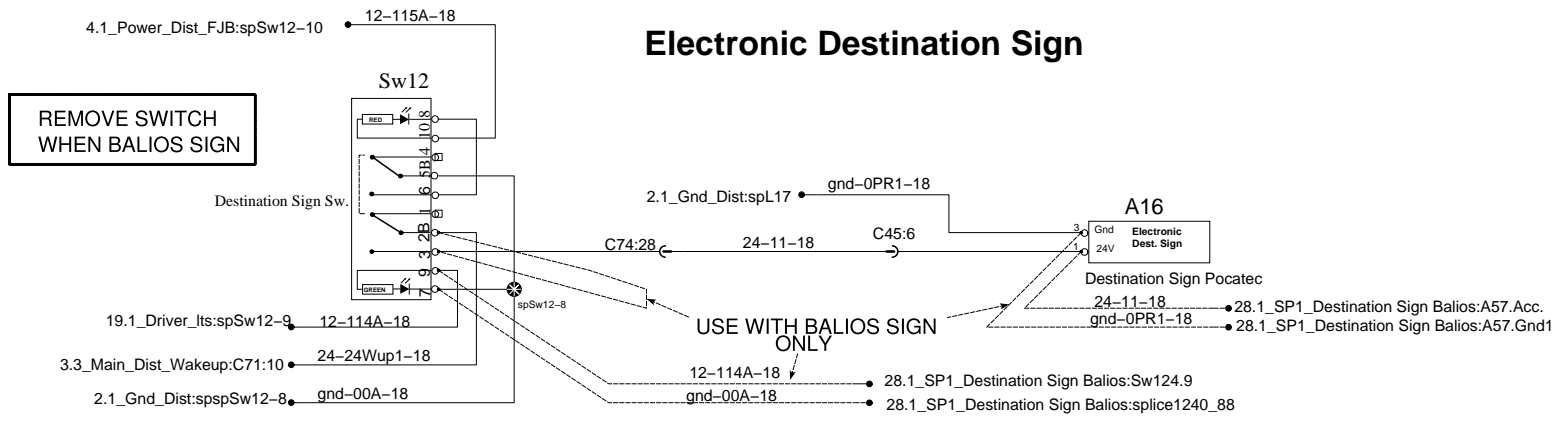 Electronic Destination Sign
4.1_Power_Dist_FJB:spSw12−10
12−115A−18
Sw12
REMOVE SWITCH
WHEN BALIOS SIGN
Destination Sign Sw.
RED
8
10
4
5B
6
1
2B
3
9
7
GREEN
spSw12−8
2.1_Gnd_Dist:spL17
gnd−0PR1−18
C74:28
24−11−18
C45:6
A16
3
Gnd
1
24V
Electronic
Dest. Sign
Destination Sign Pocatec
24−11−18
28.1_SP1_Destination Sign Balios:A57.Acc.
gnd−0PR1−18
28.1_SP1_Destination Sign Balios:A57.Gnd1
USE WITH BALIOS SIGN
ONLY
19.1_Driver_lts:spSw12−9
12−114A−18
3.3_Main_Dist_Wakeup:C71:10
24−24Wup1−18
2.1_Gnd_Dist:spspSw12−8
gnd−00A−18
12−114A−18
28.1_SP1_Destination Sign Balios:Sw124.9
gnd−00A−18
28.1_SP1_Destination Sign Balios:splice1240_88